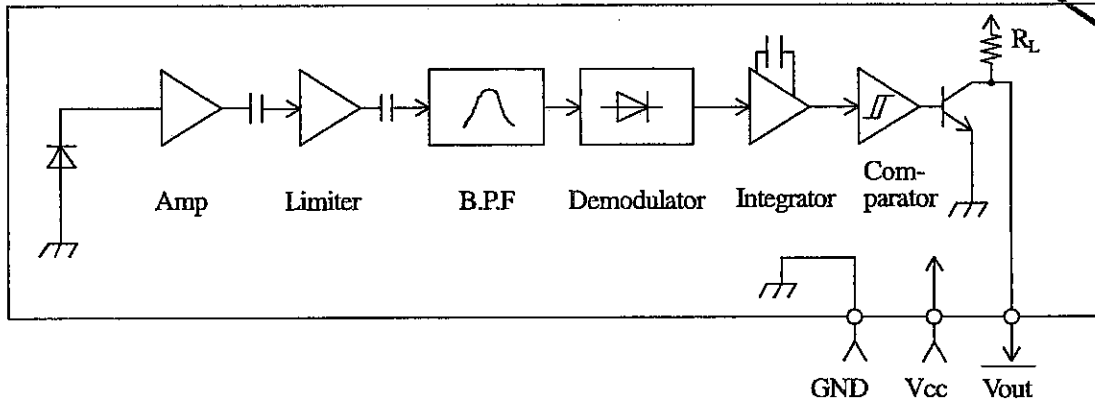 R_L
Amp
Limiter
B.P.F
Demodulator
Integrator
Com-
parator
GND
Vcc
Vout